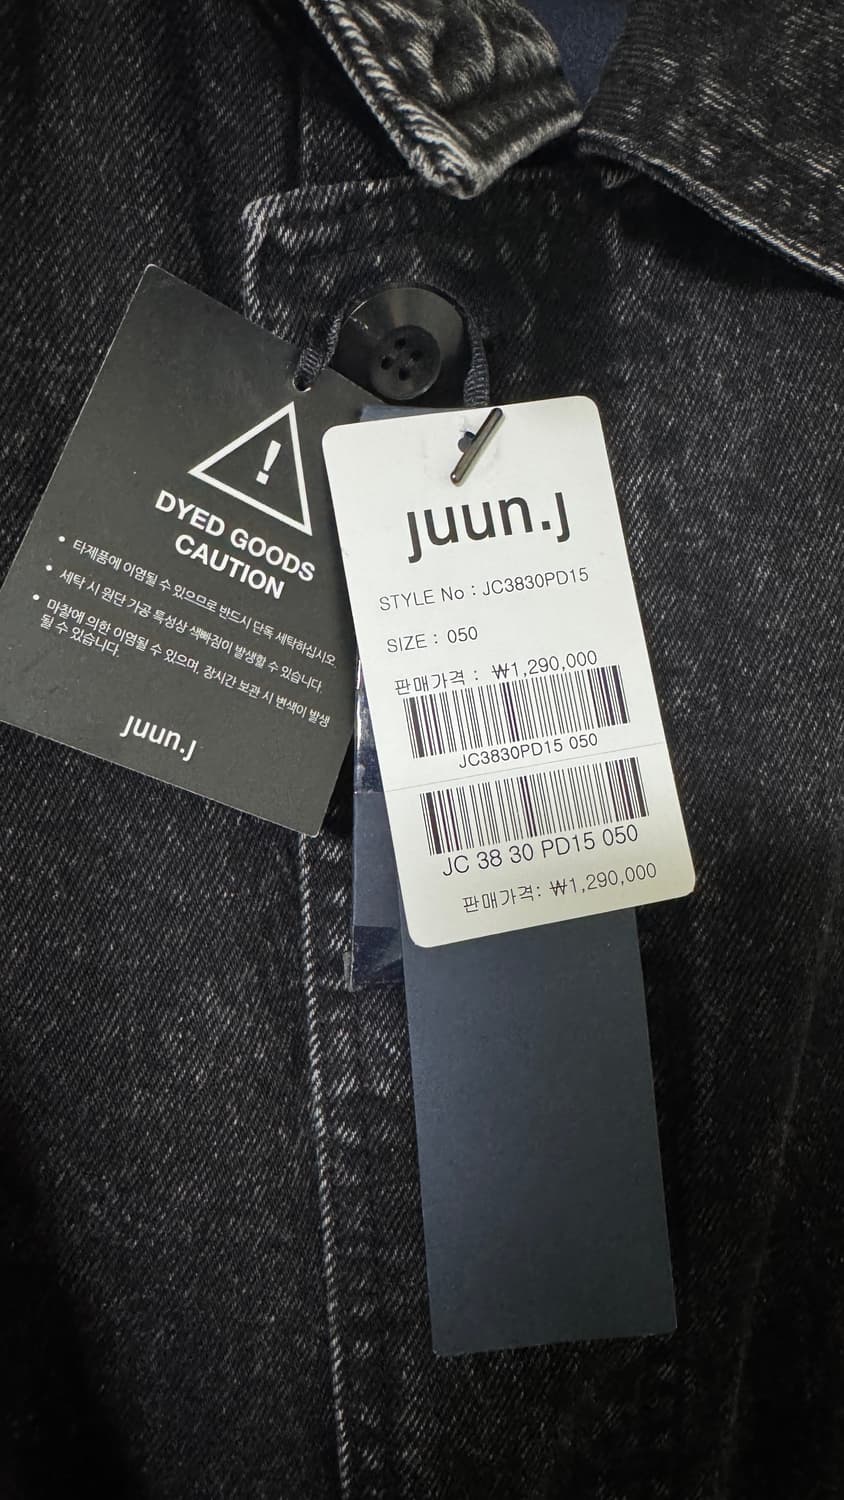 !
DYED GOODS
CAUTION
• 타제품에 이염될 수 있으므로 반드시 단독 세탁하십시오.
• 세탁 시 원단 가공 특성상 색빠짐이 발생할 수 있습니다.
• 마찰에 의한 이염될 수 있으며, 장시간 보관 시 변색이 발생
될 수 있습니다.
juun.j
juun.j
STYLE No : JC3830PD15
SIZE : 050
판매가격 : ₩1,290,000
JC3830PD15 050
JC 38 30 PD15 050
판매가격: ₩1,290,000